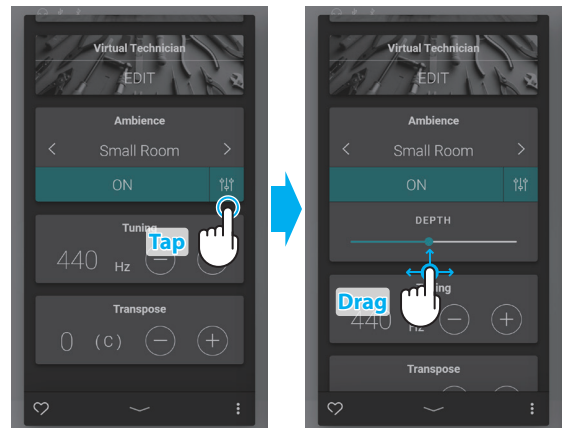 Virtual Technician
EDIT
Ambience
Small Room
ON
Tuning
Tap
440 Hz
Transpose
0 (C)
Virtual Technician
EDIT
Ambience
Small Room
ON
DEPTH
Drag
440 Hz
Transpose